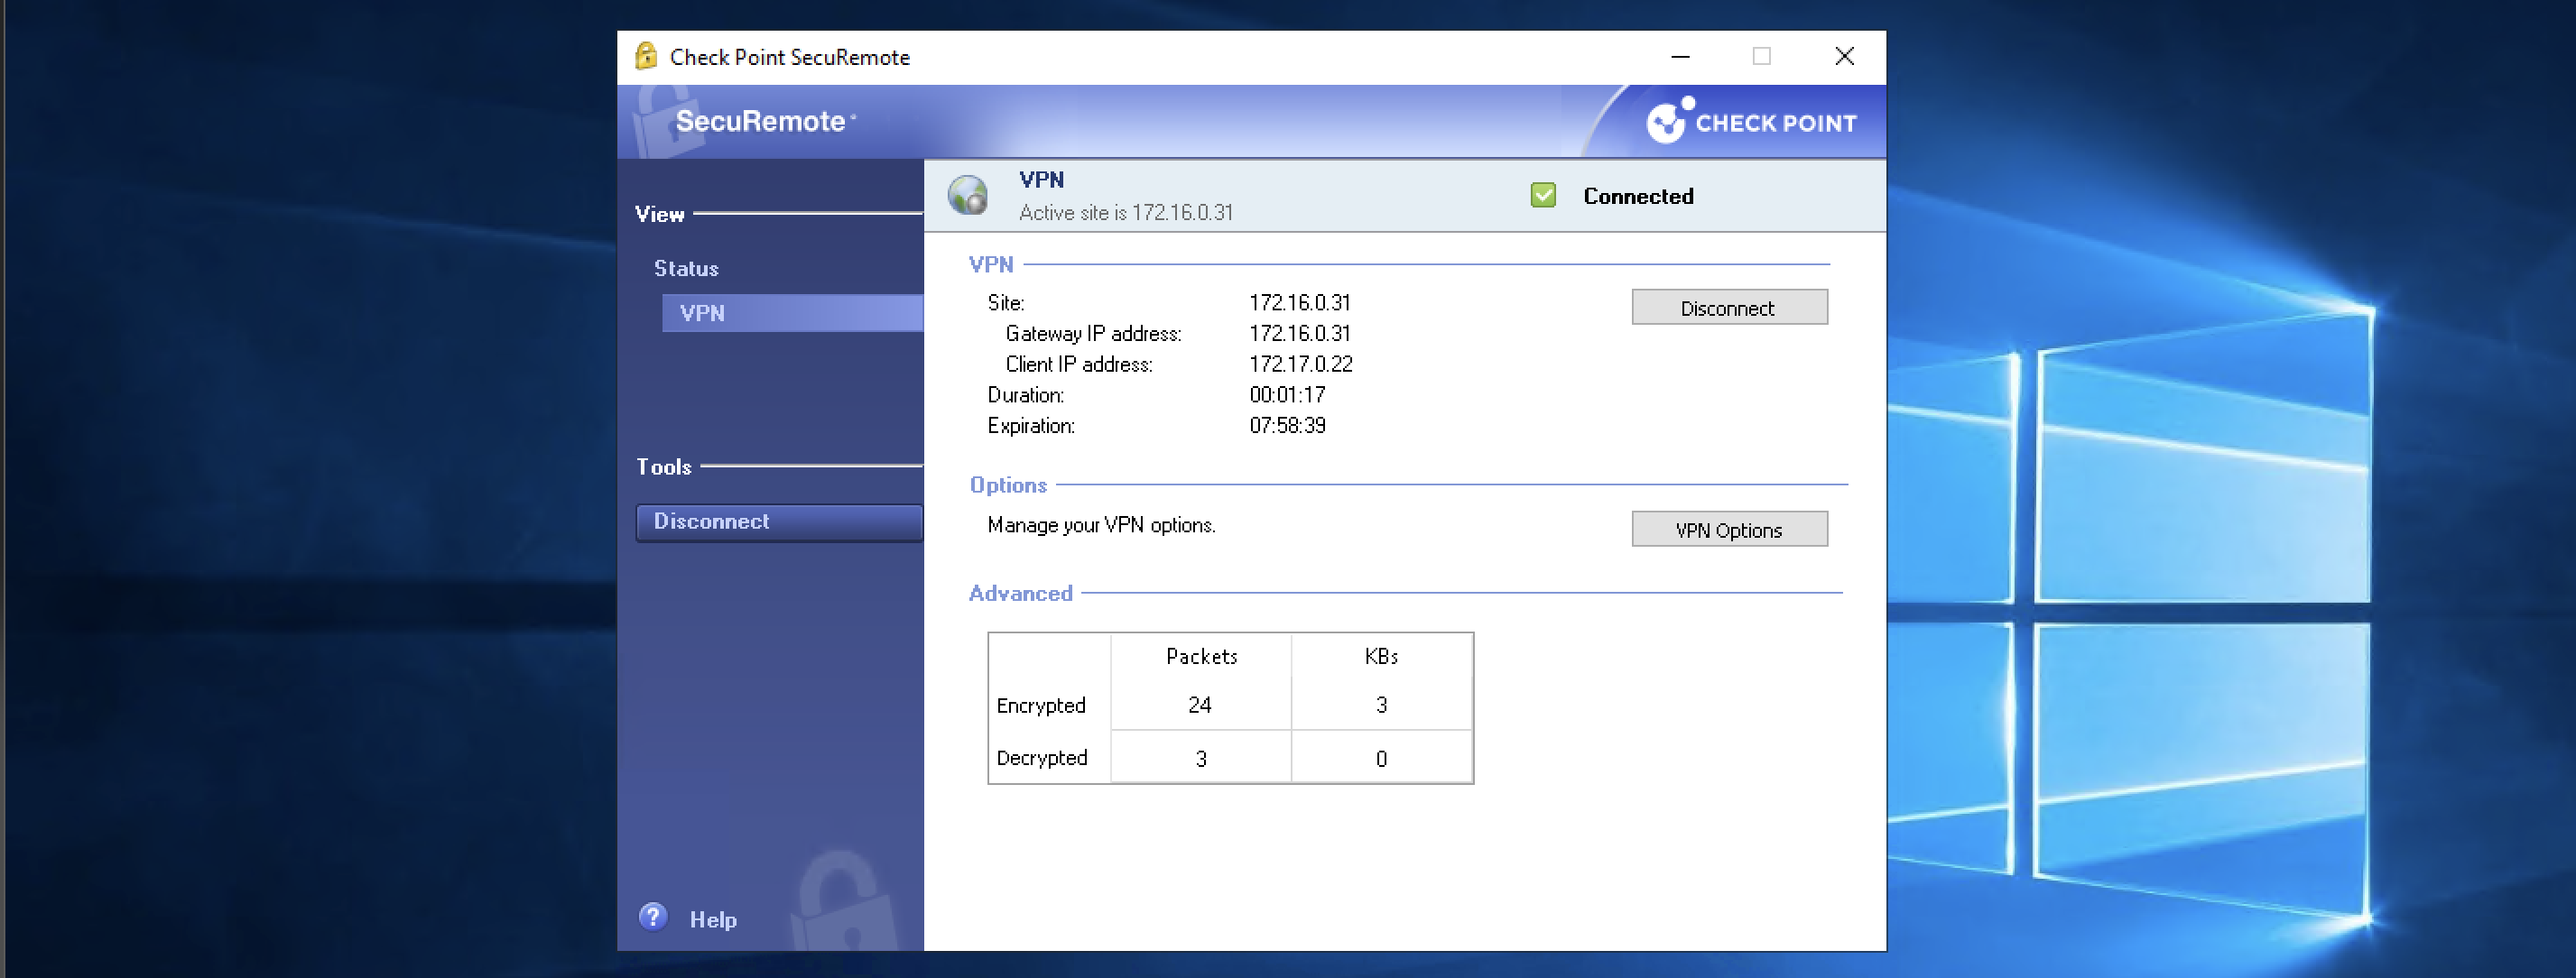 Check Point SecuRemote
SecuRemote
CHECK POINT
View
Status
VPN
Tools
Disconnect
Help
VPN
Active site is 172.16.0.31
Connected
VPN
Site: 172.16.0.31
Gateway IP address: 172.16.0.31
Client IP address: 172.17.0.22
Duration: 00:01:17
Expiration: 07:58:39
Disconnect
Options
Manage your VPN options.
VPN Options
Advanced
Packets KBs
Encrypted 24 3
Decrypted 3 0